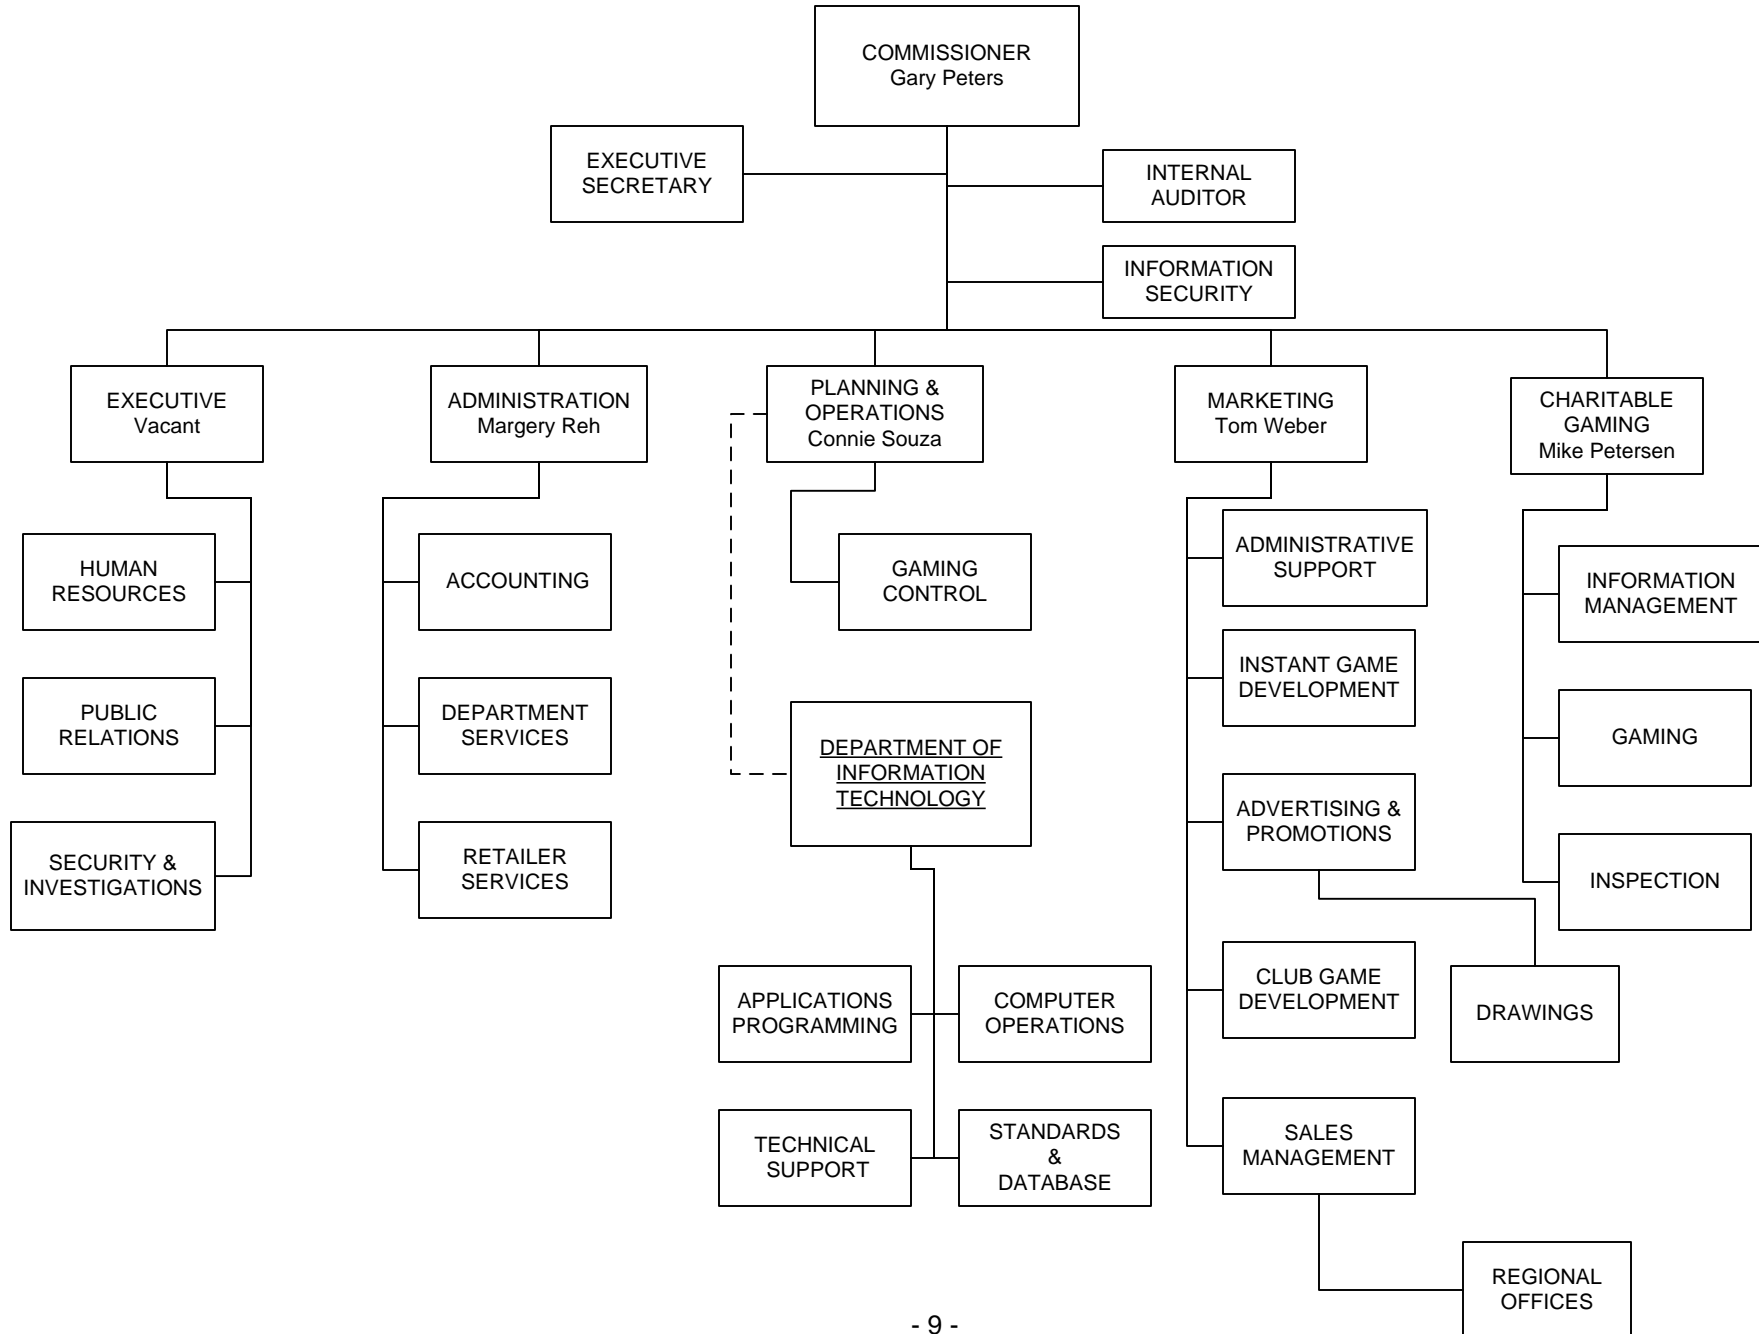 COMMISSIONER
Gary Peters
EXECUTIVE
SECRETARY
INTERNAL
AUDITOR
INFORMATION
SECURITY
EXECUTIVE
Vacant
ADMINISTRATION
Margery Reh
PLANNING &
OPERATIONS
Connie Souza
MARKETING
Tom Weber
CHARITABLE
GAMING
Mike Petersen
HUMAN
RESOURCES
PUBLIC
RELATIONS
SECURITY &
INVESTIGATIONS
ACCOUNTING
DEPARTMENT
SERVICES
RETAILER
SERVICES
GAMING
CONTROL
DEPARTMENT OF
INFORMATION
TECHNOLOGY
APPLICATIONS
PROGRAMMING
COMPUTER
OPERATIONS
TECHNICAL
SUPPORT
STANDARDS
&
DATABASE
ADMINISTRATIVE
SUPPORT
INSTANT GAME
DEVELOPMENT
ADVERTISING &
PROMOTIONS
CLUB GAME
DEVELOPMENT
DRAWINGS
SALES
MANAGEMENT
REGIONAL
OFFICES
INFORMATION
MANAGEMENT
GAMING
INSPECTION
- 9 -